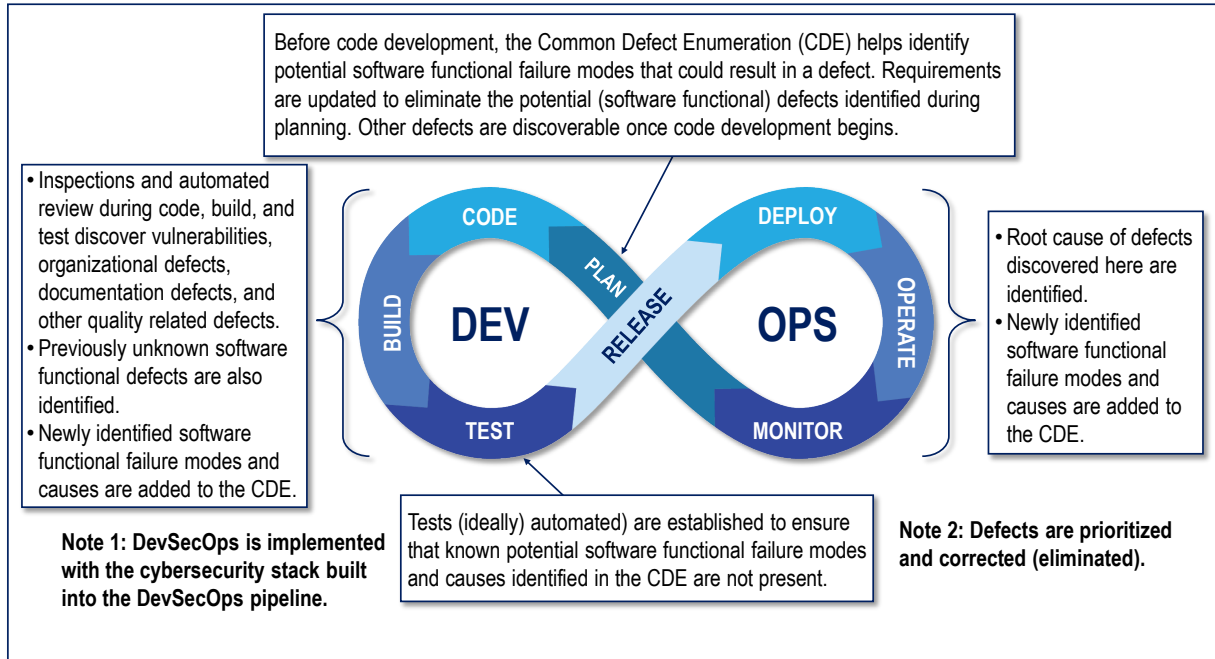 Before code development, the Common Defect Enumeration (CDE) helps identify
potential software functional failure modes that could result in a defect. Requirements
are updated to eliminate the potential (software functional) defects identified during
planning. Other defects are discoverable once code development begins.
• Inspections and automated
review during code, build, and
test discover vulnerabilities,
organizational defects,
documentation defects, and
other quality related defects.
• Previously unknown software
functional defects are also
identified.
• Newly identified software
functional failure modes and
causes are added to the CDE.
CODE
PLAN
BUILD
DEV
TEST
RELEASE
DEPLOY
OPS
OPERATE
MONITOR
• Root cause of defects
discovered here are
identified.
• Newly identified
software functional
failure modes and
causes are added to
the CDE.
Tests (ideally) automated) are established to ensure
that known potential software functional failure modes
and causes identified in the CDE are not present.
Note 1: DevSecOps is implemented
with the cybersecurity stack built
into the DevSecOps pipeline.
Note 2: Defects are prioritized
and corrected (eliminated).